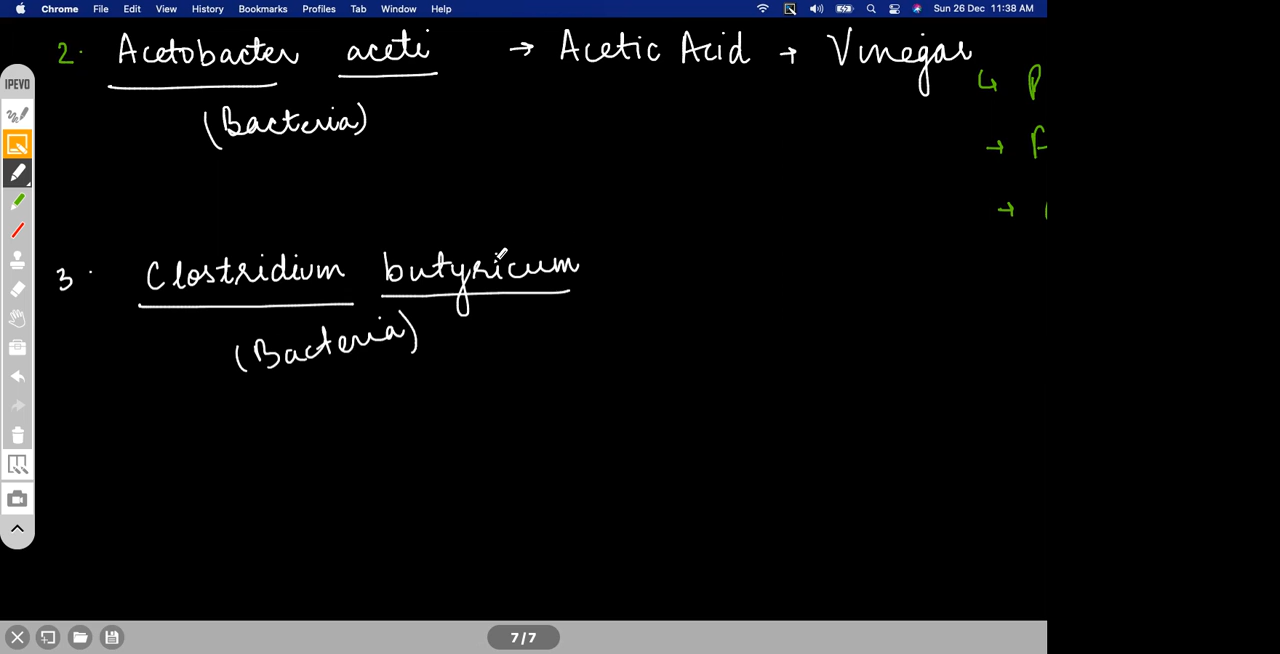 Chrome File Edit View History Bookmarks Profiles Tab Window Help Sun 26 Dec 11:38 AM
IPEVO
2. Acetobacter aceti → Acetic Acid → Vinegar
↳ P
(Bacteria)
→ F
→
3. Clostridium butyricum
(Bacteria)
7/7